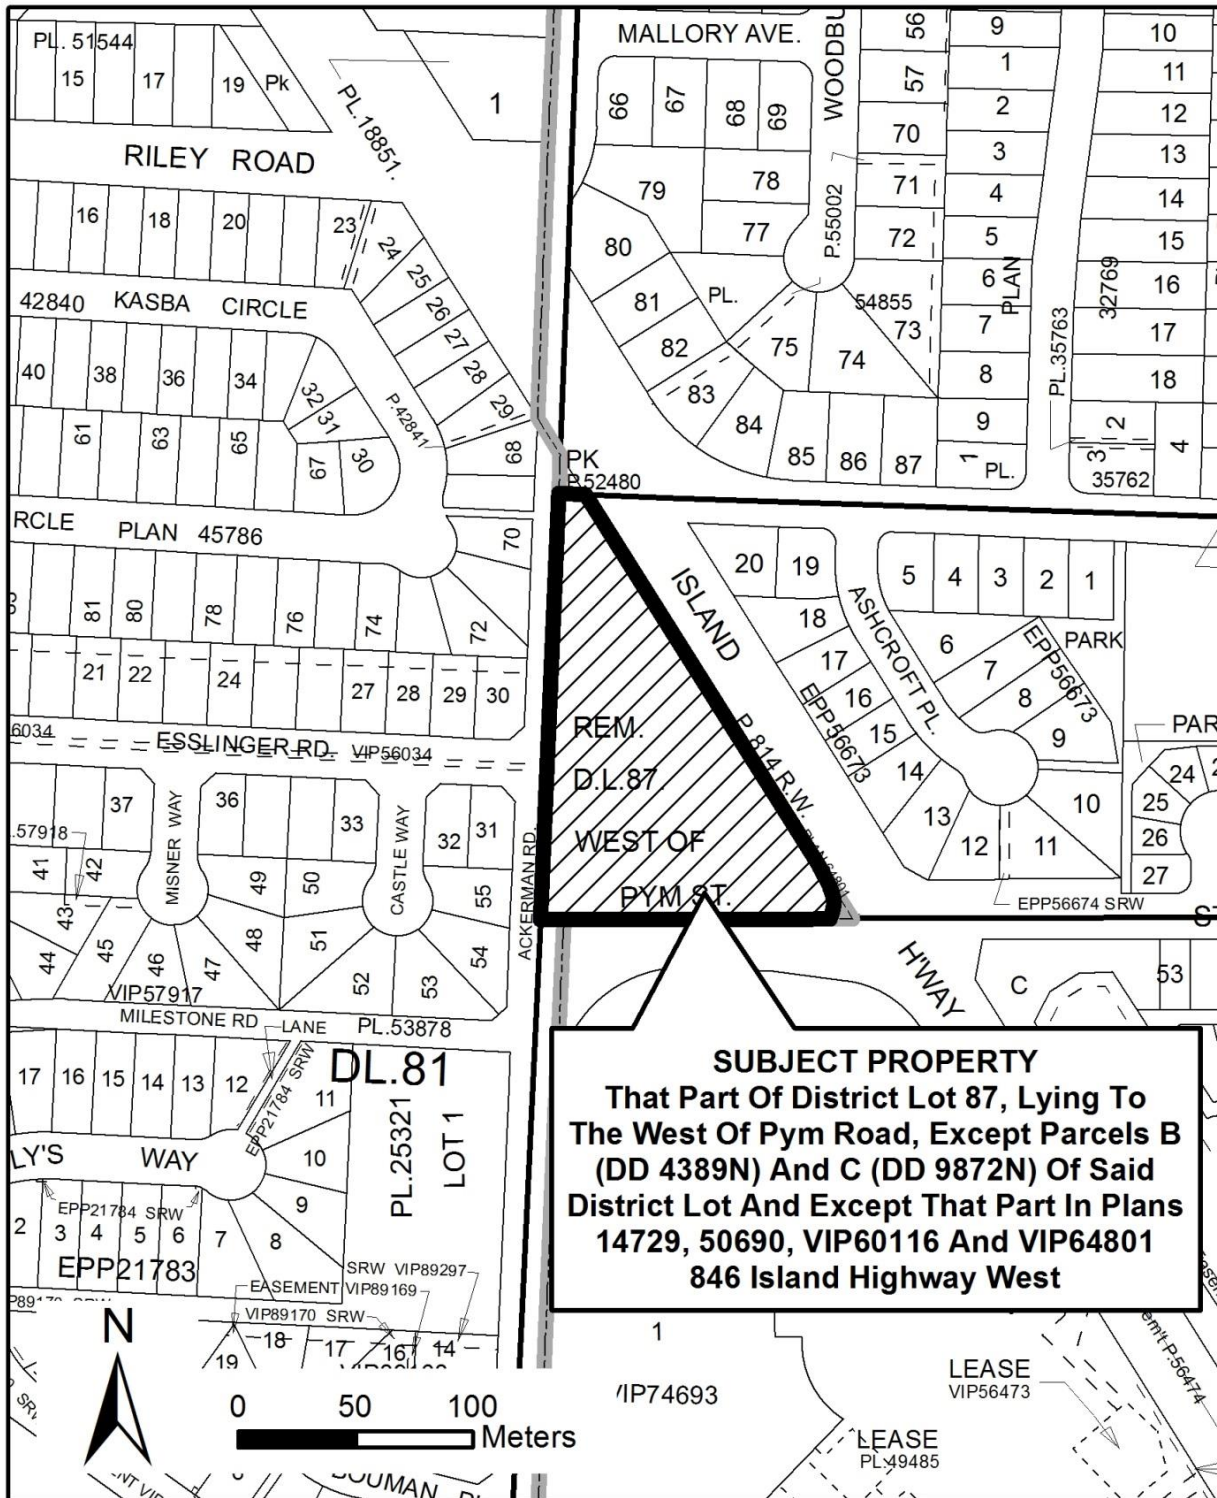 PL. 51544
15 17 19 Pk
PL.18851.
1
MALLORY AVE.
WOODBU
56
57
9
1
2
3
4
5
6
7
8
9
PLAN
10
11
12
13
14
15
16
17
18
32769
PL.35763
66 67 68 69
70
71
72
73
54855
78
77
79
P.55002
80
81
82
83
84
PL.
75
74
85 86 87
1
PL.
2
3
4
35762
RILEY ROAD
16 18 20 23
24
25
26
27
28
29
68
42840 KASBA CIRCLE
40 38 36 34
32
31
P.42841
61 63 65 67 30
PK
P.52480
RCLE PLAN 45786
70
72
81 80 78 76 74
21 22 24 27 28 29 30
6034
ESSLINGER RD. VIP56034
ISLAND
20 19
18
17
16
15
14
13
12
11
10
ASHCROFT PL.
EPP56673
5 4 3 2 1
6
7
8
9
EPP56673
PARK
PAR
24
25
26
27
EPP56674 SRW
REM.
D.L.87.
WEST OF
PYM ST.
P. 814 R.W.
37
36
33
32 31
MISNER WAY
CASTLE WAY
ACKERMAN RD.
.57918
41 42
43
44
45
46
47
48
49
50
51
52
53
54
55
VIP57917
MILESTONE RD
LANE
PL.53878
H'WAY
C
53
17 16 15 14 13 12
11
10
9
8
7
EPP21784 SRW
DL.81
PL.25321
LOT 1
LY'S WAY
EPP21784 SRW
2 3 4 5 6
EPP21783
SUBJECT PROPERTY
That Part Of District Lot 87, Lying To
The West Of Pym Road, Except Parcels B
(DD 4389N) And C (DD 9872N) Of Said
District Lot And Except That Part In Plans
14729, 50690, VIP60116 And VIP64801
846 Island Highway West
SRW VIP89297
EASEMENT VIP89169
VIP89170 SRW
19 18 17 16 14
N
0 50 100
Meters
1
VIP74693
LEASE
VIP56473
LEASE
PL.49485
em't P.56474
BOUMAN